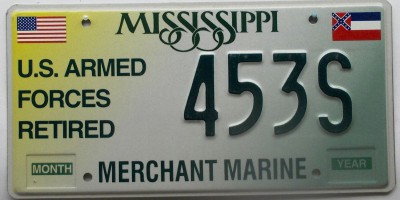 MISSISSIPPI
U.S. ARMED
FORCES
RETIRED
453S
MONTH
MERCHANT MARINE
YEAR